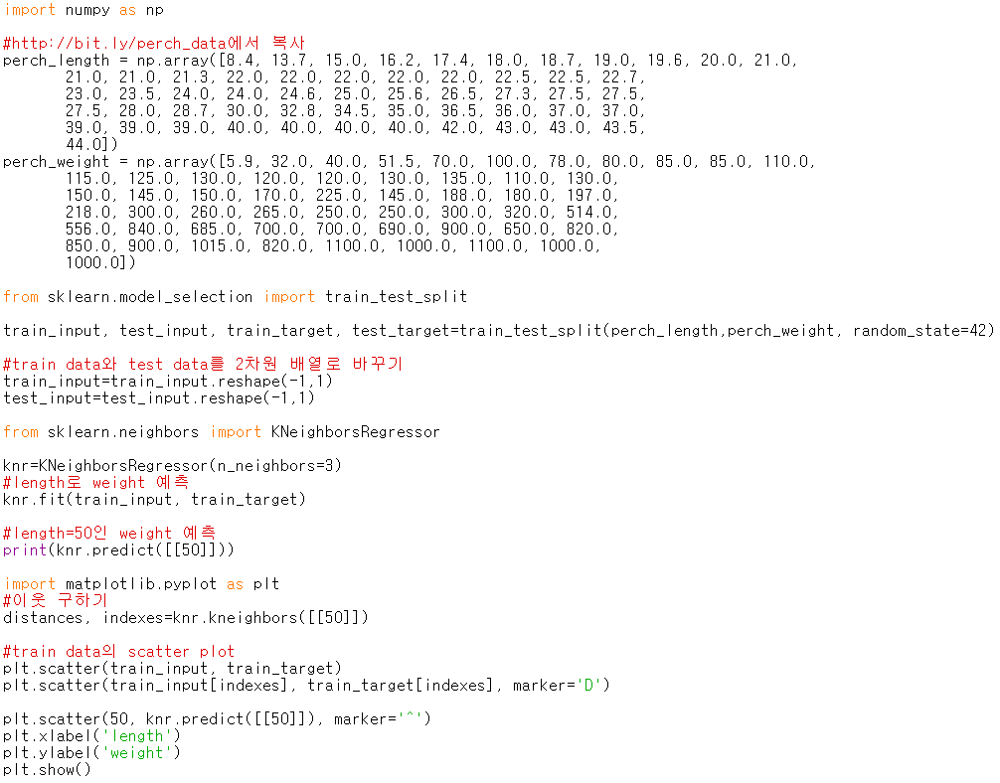 import numpy as np
#http://bit.ly/perch_data에서 복사
perch_length = np.array([8.4, 13.7, 15.0, 16.2, 17.4, 18.0, 18.7, 19.0, 19.6, 20.0, 21.0,
21.0, 21.0, 21.3, 22.0, 22.0, 22.0, 22.0, 22.0, 22.5, 22.5, 22.7,
23.0, 23.5, 24.0, 24.0, 24.6, 25.0, 25.6, 26.5, 27.3, 27.5, 27.5,
27.5, 28.0, 28.7, 30.0, 32.8, 34.5, 35.0, 36.5, 36.0, 37.0, 37.0,
39.0, 39.0, 39.0, 40.0, 40.0, 40.0, 40.0, 42.0, 43.0, 43.0, 43.5,
44.0])
perch_weight = np.array([5.9, 32.0, 40.0, 51.5, 70.0, 100.0, 78.0, 80.0, 85.0, 85.0, 110.0,
115.0, 125.0, 130.0, 120.0, 120.0, 130.0, 135.0, 110.0, 130.0,
150.0, 145.0, 150.0, 170.0, 225.0, 145.0, 188.0, 180.0, 197.0,
218.0, 300.0, 260.0, 265.0, 250.0, 250.0, 300.0, 320.0, 514.0,
556.0, 840.0, 685.0, 700.0, 700.0, 690.0, 900.0, 650.0, 820.0,
850.0, 900.0, 1015.0, 820.0, 1100.0, 1000.0, 1100.0, 1000.0,
1000.0])
from sklearn.model_selection import train_test_split
train_input, test_input, train_target, test_target=train_test_split(perch_length,perch_weight, random_state=42)
#train data와 test data를 2차원 배열로 바꾸기
train_input=train_input.reshape(-1,1)
test_input=test_input.reshape(-1,1)
from sklearn.neighbors import KNeighborsRegressor
knr=KNeighborsRegressor(n_neighbors=3)
#length로 weight 예측
knr.fit(train_input, train_target)
#length=50인 weight 예측
print(knr.predict([[50]]))
import matplotlib.pyplot as plt
#이웃 구하기
distances, indexes=knr.kneighbors([[50]])
#train data의 scatter plot
plt.scatter(train_input, train_target)
plt.scatter(train_input[indexes], train_target[indexes], marker='D')
plt.scatter(50, knr.predict([[50]]), marker='^')
plt.xlabel('length')
plt.ylabel('weight')
plt.show()